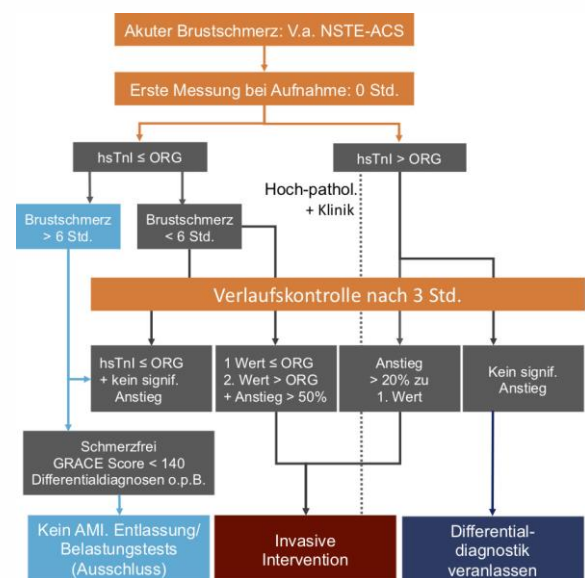 Akuter Brustschmerz: V.a. NSTE-ACS
Erste Messung bei Aufnahme: 0 Std.
hsTnI ≤ ORG
hsTnI > ORG
Hoch-pathol.
+ Klinik
Brustschmerz
> 6 Std.
Brustschmerz
< 6 Std.
Verlaufskontrolle nach 3 Std.
hsTnI ≤ ORG
+ kein signif.
Anstieg
1 Wert ≤ ORG
2. Wert > ORG
+ Anstieg > 50%
Anstieg
> 20% zu
1. Wert
Kein signif.
Anstieg
Schmerzfrei
GRACE Score < 140
Differentialdiagnosen o.p.B.
Kein AMI. Entlassung/
Belastungstests
(Ausschluss)
Invasive
Intervention
Differential-
diagnostik
veranlassen